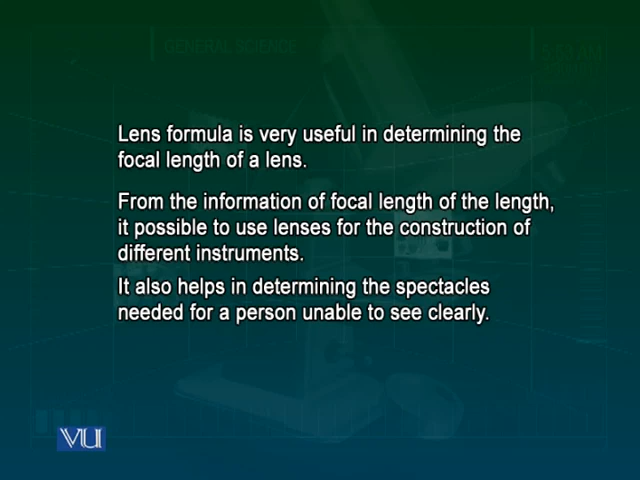 GENERAL SCIENCE
Lens formula is very useful in determining the
focal length of a lens.
From the information of focal length of the length,
it possible to use lenses for the construction of
different instruments.
It also helps in determining the spectacles
needed for a person unable to see clearly.
VU